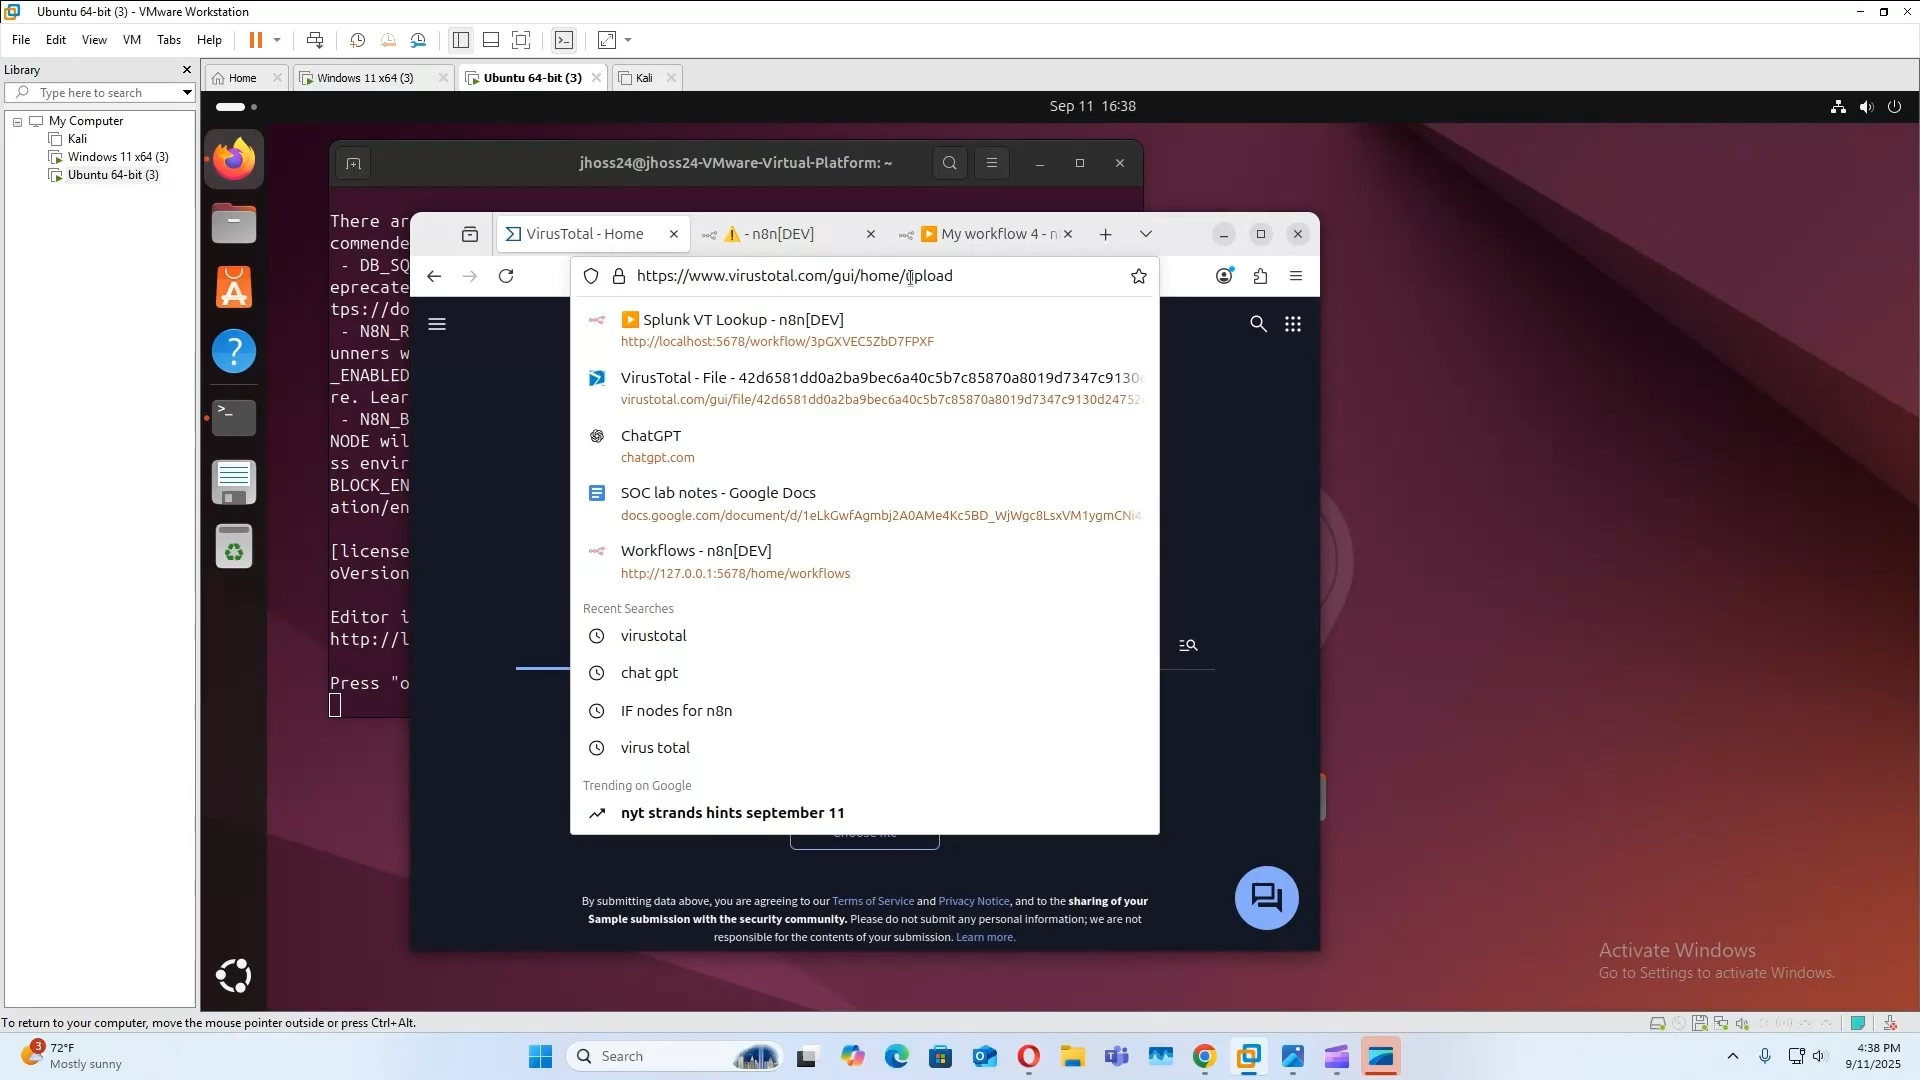 Ubuntu 64-bit (3) - VMware Workstation
File Edit View VM Tabs Help
Library
Type here to search
My Computer
Kali
Windows 11 x64 (3)
Ubuntu 64-bit (3)
Home
Windows 11 x64 (3)
Ubuntu 64-bit (3)
Kali
Sep 11 16:38
jhoss24@jhoss24-VMware-Virtual-Platform: ~
There ar
commende
- DB_SQ
eprecate
tps://do
- N8N_R
unners w
_ENABLED
re. Lear
- N8N_B
NODE wil
ss envir
BLOCK_EN
ation/en
[license
oVersion
Editor i
http://l
Press "o
VirusTotal - Home
- n8n[DEV]
My workflow 4 - n
https://www.virustotal.com/gui/home/upload
Splunk VT Lookup - n8n[DEV]
http://localhost:5678/workflow/3pGXVEC5ZbD7FPXF
VirusTotal - File - 42d6581dd0a2ba9bec6a40c5b7c85870a8019d7347c9130
virustotal.com/gui/file/42d6581dd0a2ba9bec6a40c5b7c85870a8019d7347c9130d24752
ChatGPT
chatgpt.com
SOC lab notes - Google Docs
docs.google.com/document/d/1eLkGwfAgmbj2A0AMe4Kc5BD_WjWgc8LsxVM1ygmCNi4
Workflows - n8n[DEV]
http://127.0.0.1:5678/home/workflows
Recent Searches
virustotal
chat gpt
IF nodes for n8n
virus total
Trending on Google
nyt strands hints september 11
By submitting data above, you are agreeing to our Terms of Service and Privacy Notice, and to the sharing of your
Sample submission with the security community. Please do not submit any personal information; we are not
responsible for the contents of your submission. Learn more.
Activate Windows
Go to Settings to activate Windows.
To return to your computer, move the mouse pointer outside or press Ctrl+Alt.
3
72°F
Mostly sunny
Search
4:38 PM
9/11/2025